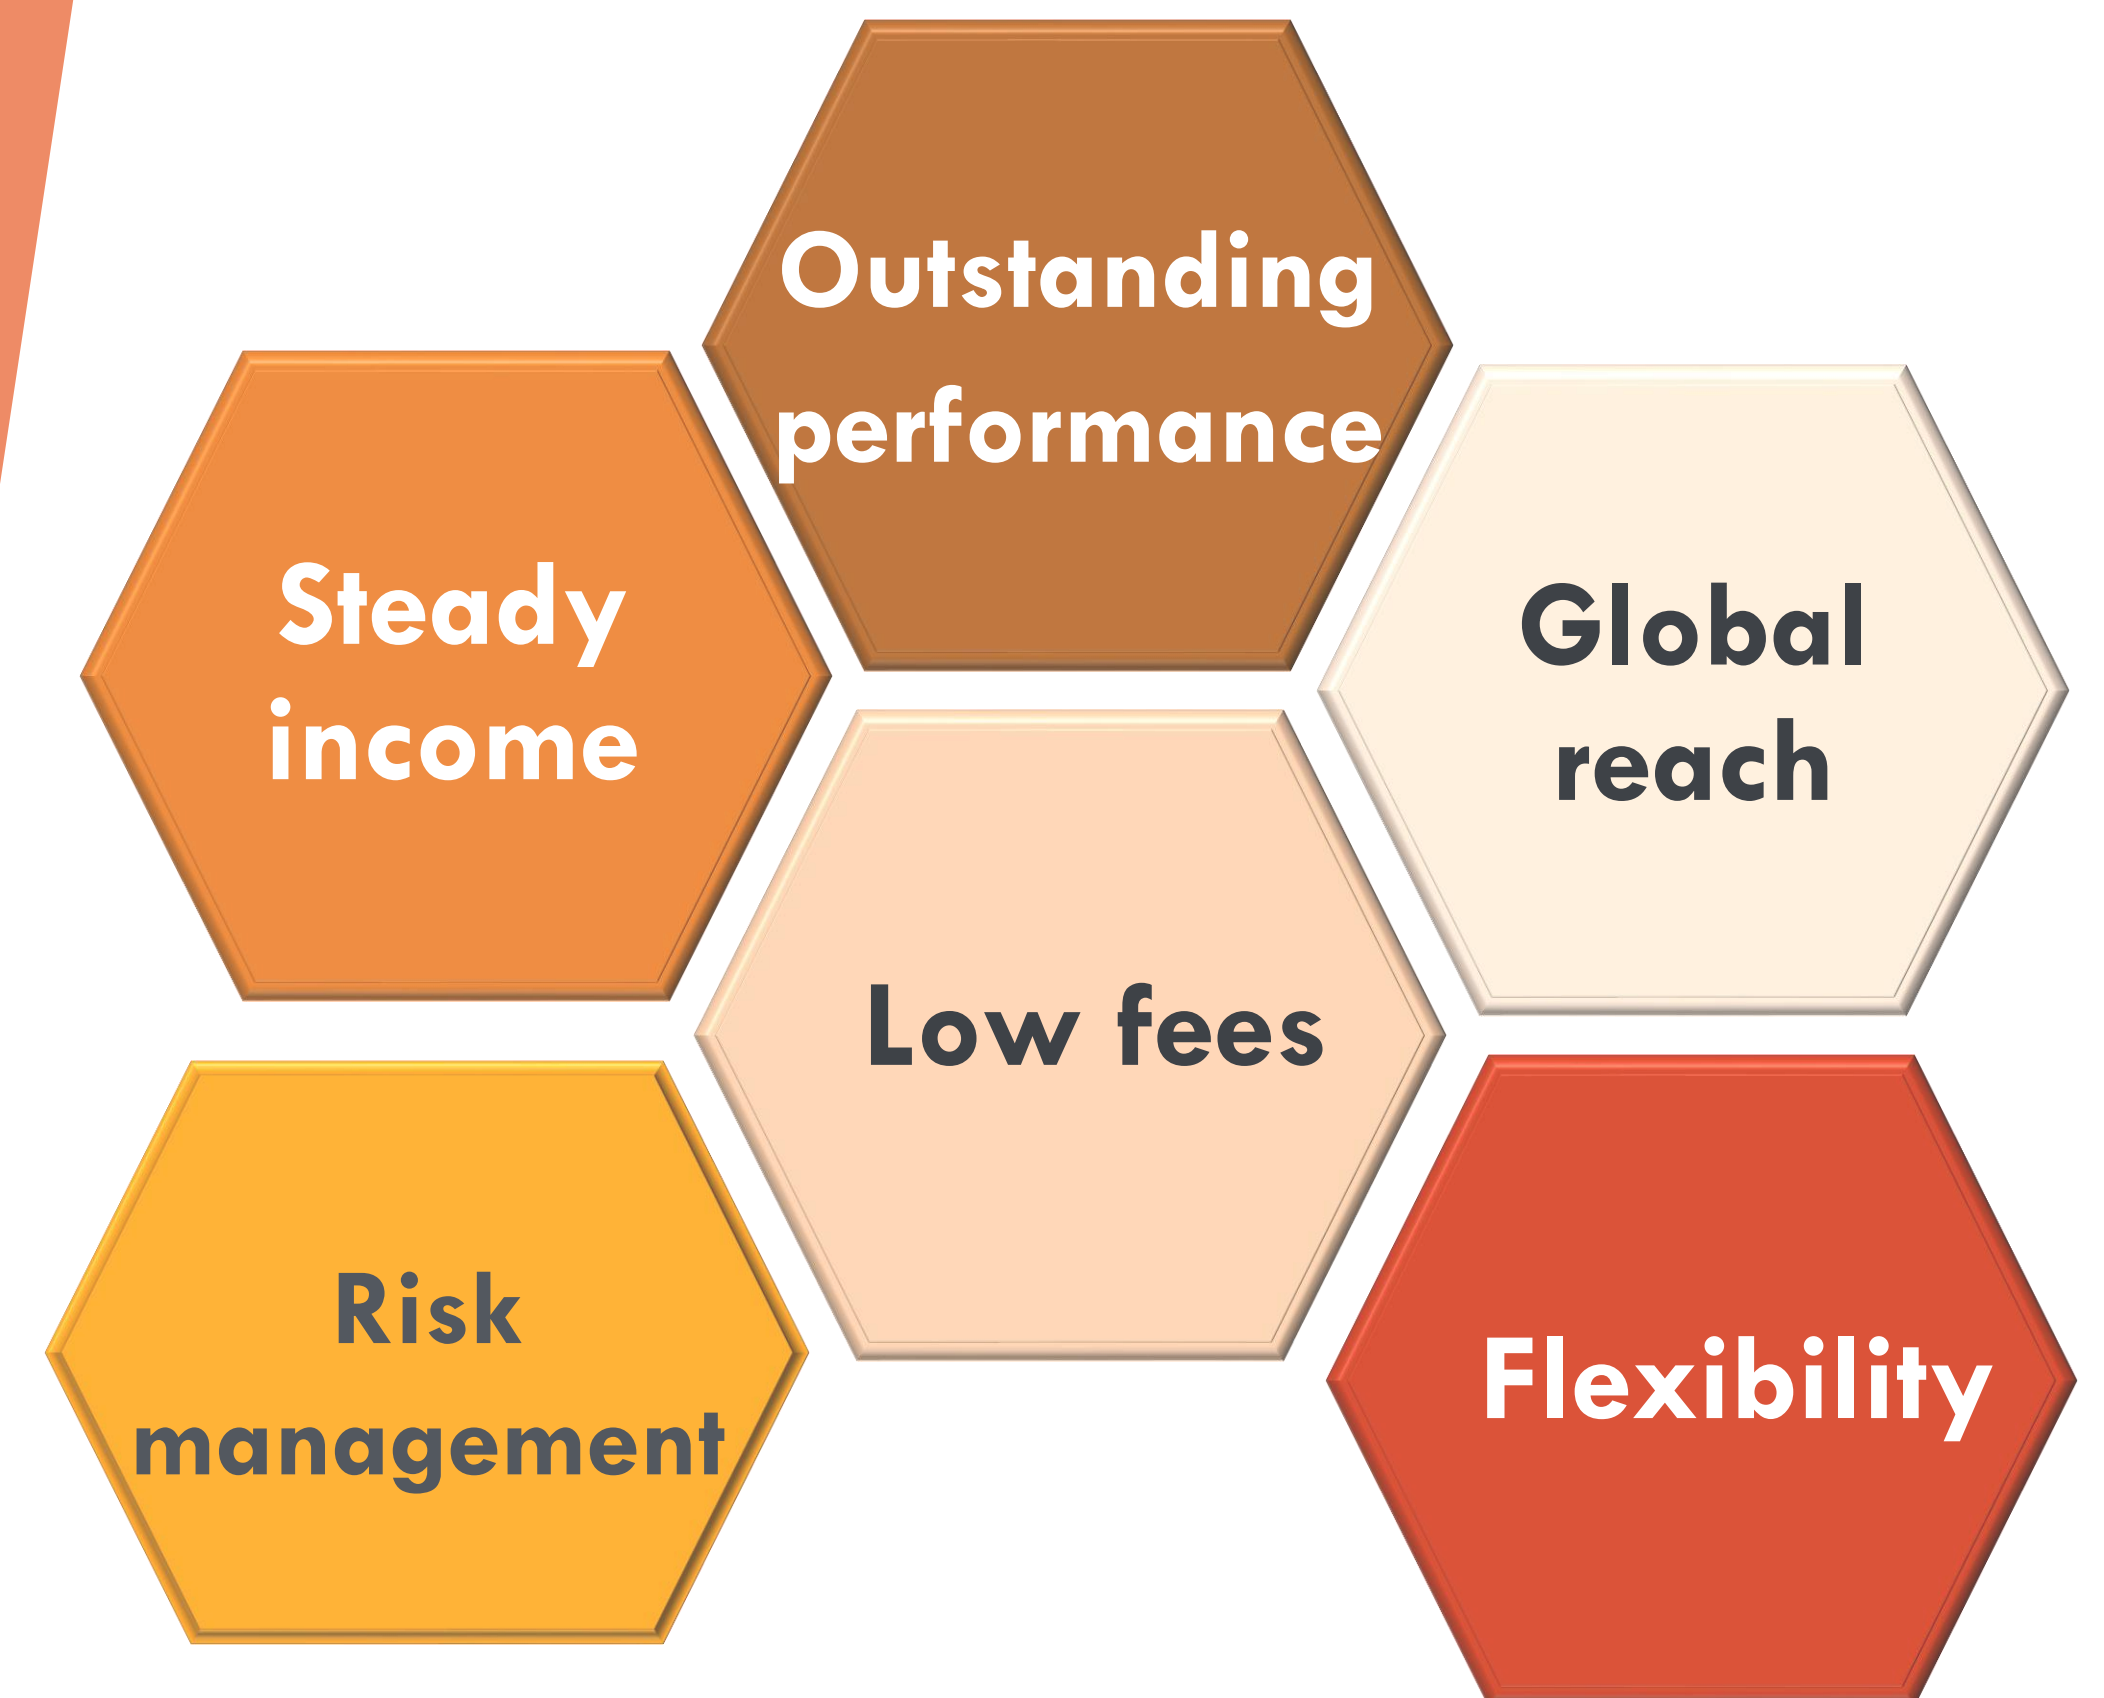 Outstanding
performance
Steady
income
Global
reach
Low fees
Risk
management
Flexibility